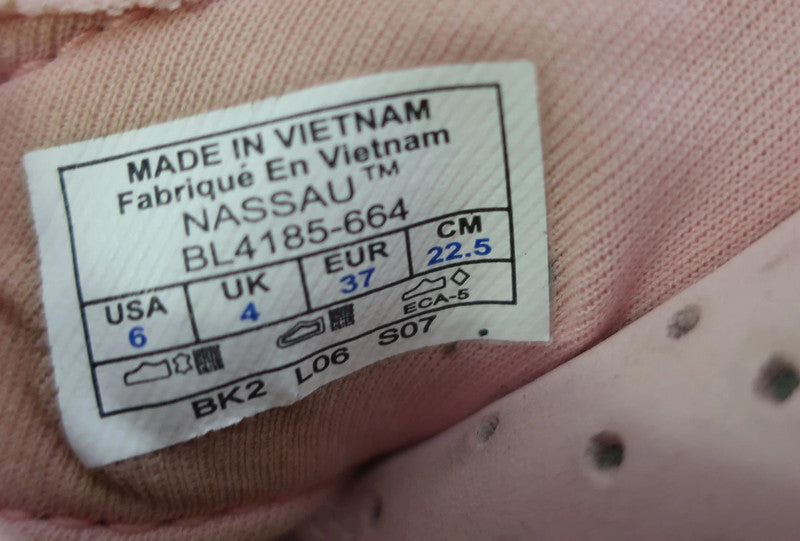 MADE IN VIETNAM
Fabriqué En Vietnam
NASSAU™
BL4185-664
USA UK EUR CM
6 4 37 22.5
ECA-5
BK2 L06 S07